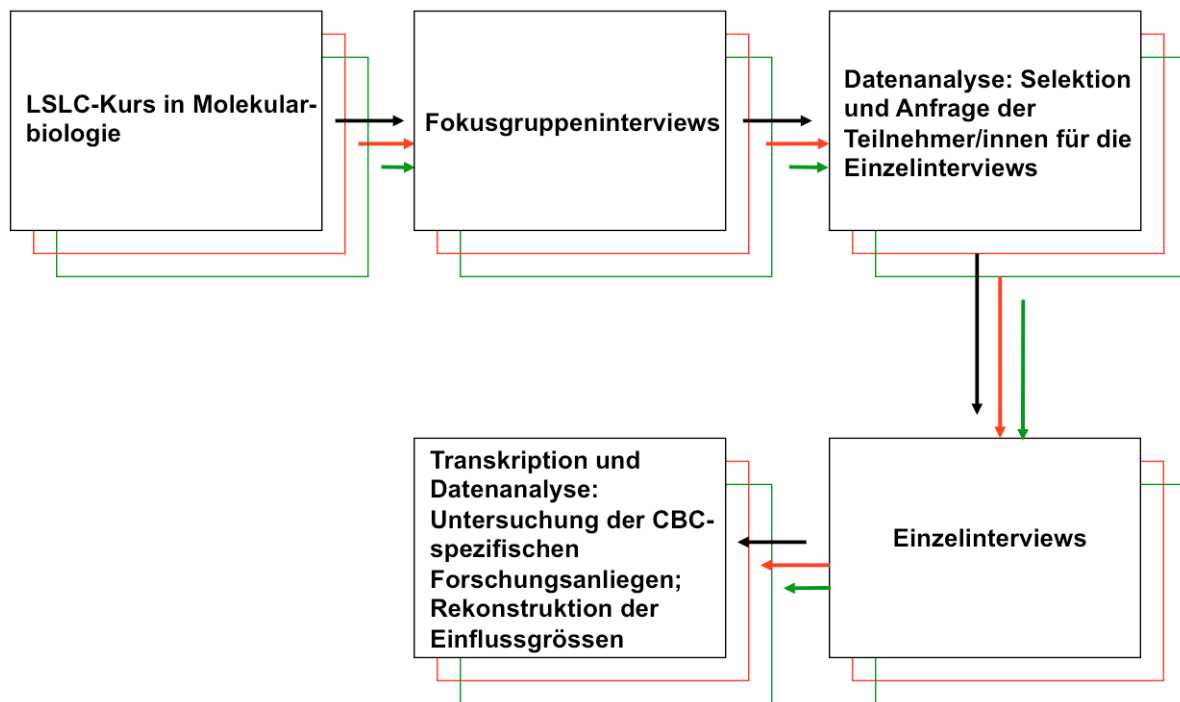 LSLC-Kurs in Molekular-
biologie
Fokusgruppeninterviews
Datenanalyse: Selektion
und Anfrage der
Teilnehmer/innen für die
Einzelinterviews
Transkription und
Datenanalyse:
Untersuchung der CBC-
spezifischen
Forschungsanliegen;
Rekonstruktion der
Einflussgrössen
Einzelinterviews